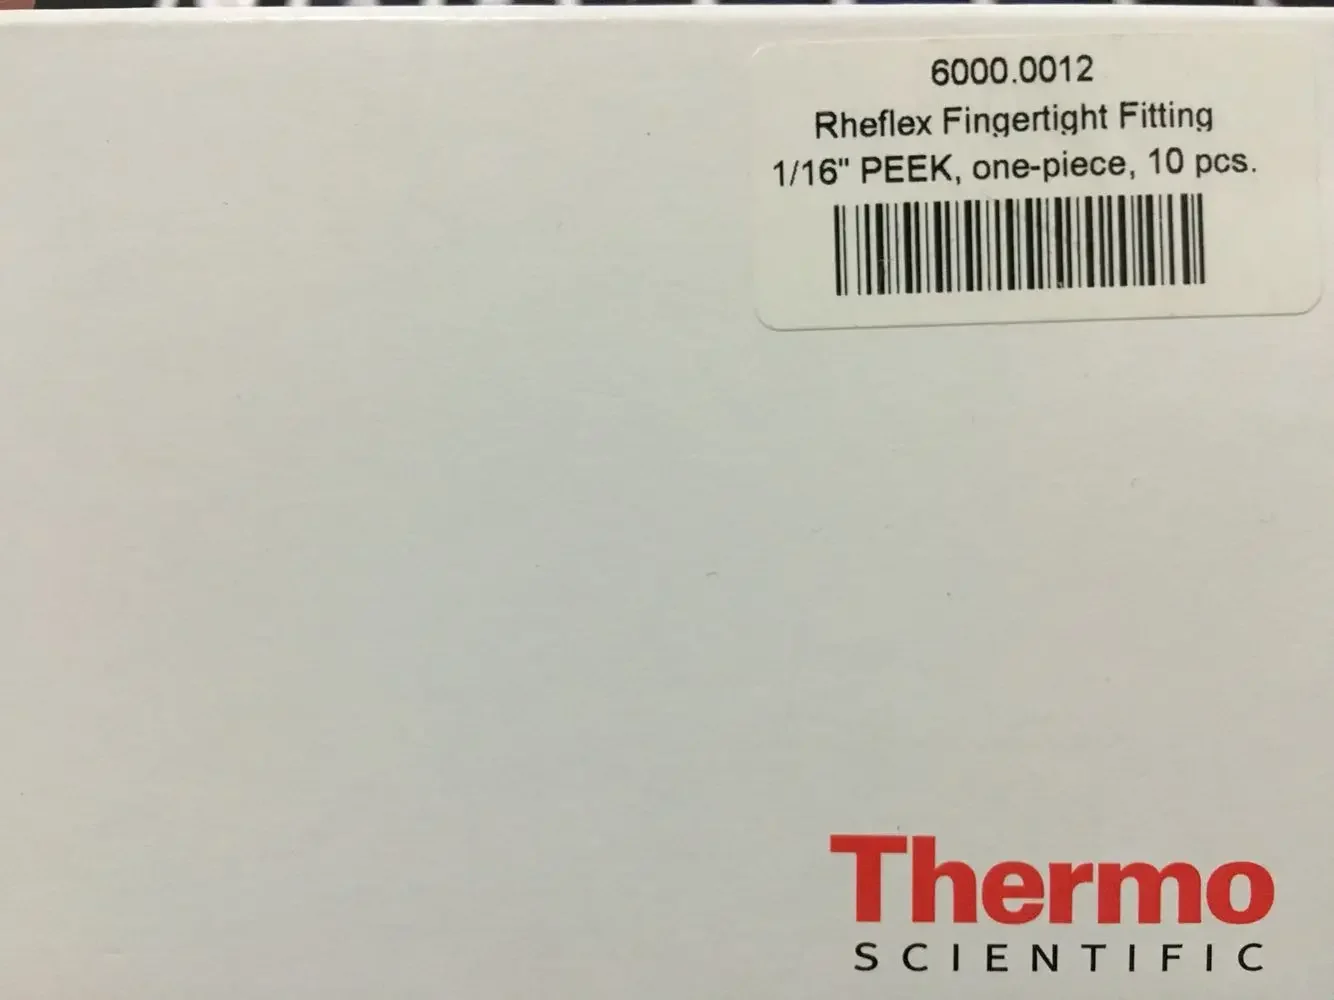 6000.0012
Rheflex Fingertight Fitting
1/16" PEEK, one-piece, 10 pcs.
Thermo
SCIENTIFIC